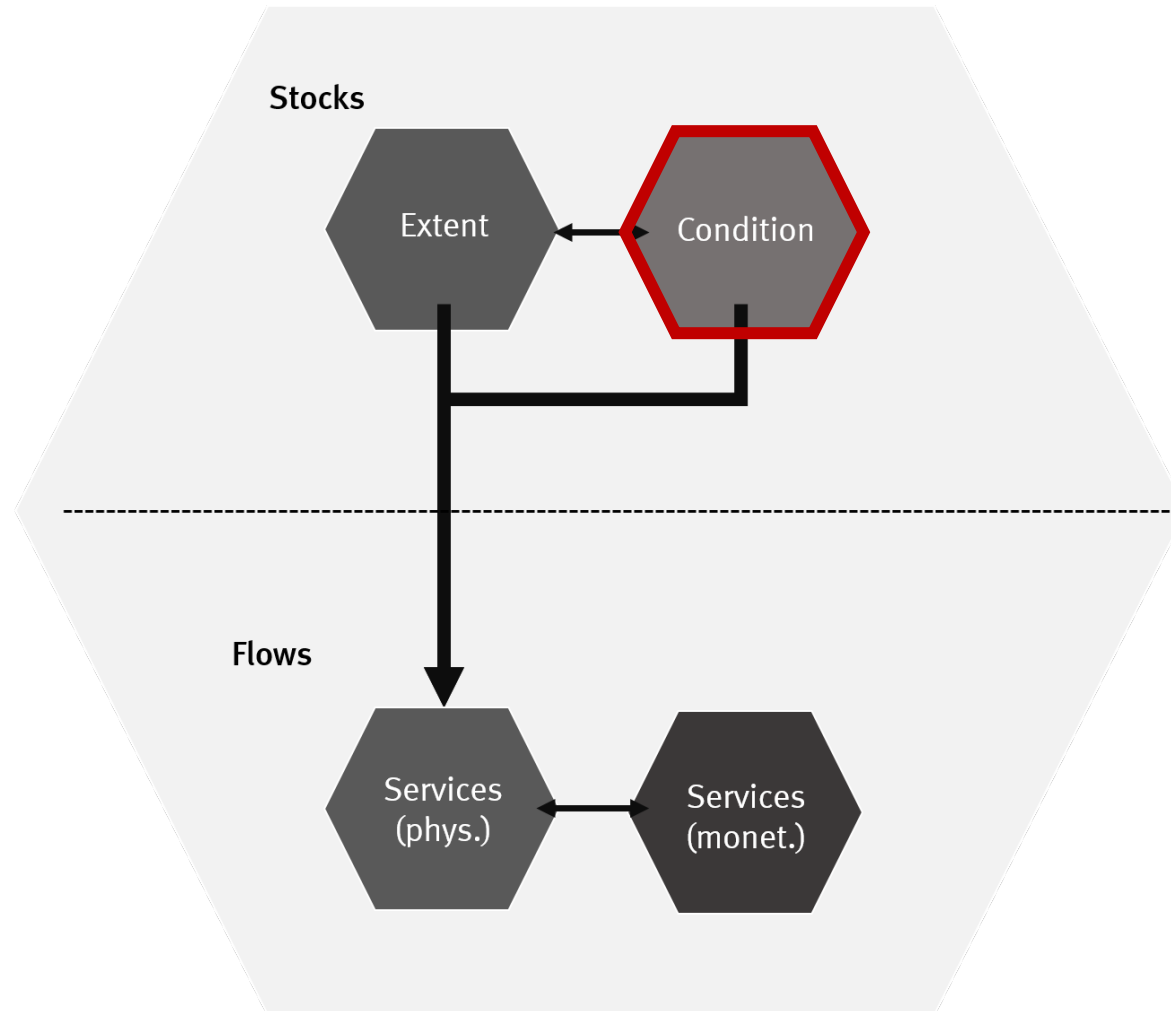 Stocks
Extent
Condition
Flows
Services
(phys.)
Services
(monet.)